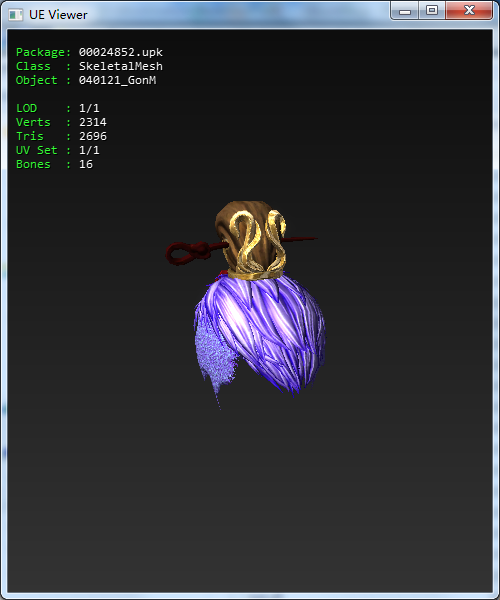 UE Viewer
Package: 00024852.upk
Class : SkeletalMesh
Object : 040121_GonM
LOD : 1/1
Verts : 2314
Tris : 2696
UV Set : 1/1
Bones : 16